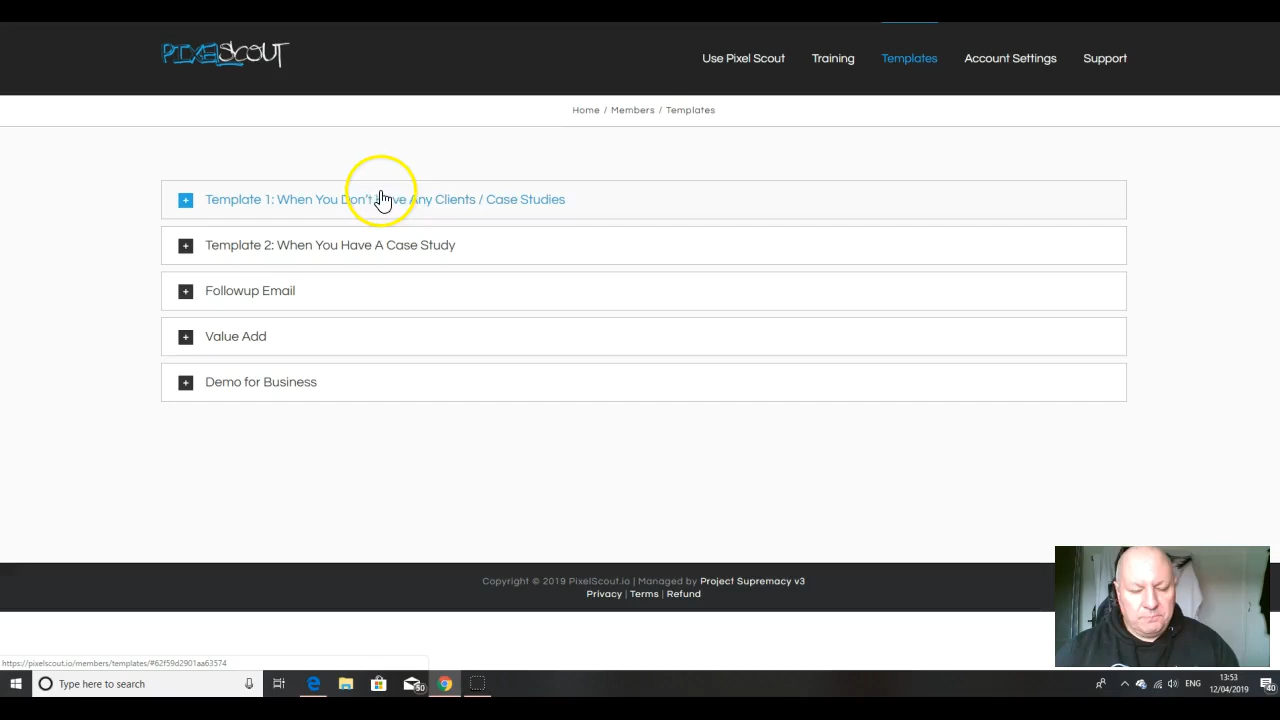 PIXELSCOUT
Use Pixel Scout
Training
Templates
Account Settings
Support
Home / Members / Templates
Template 1: When You Don't Have Any Clients / Case Studies
Template 2: When You Have A Case Study
Followup Email
Value Add
Demo for Business
Copyright © 2019 PixelScout.io | Managed by Project Supremacy v3
Privacy | Terms | Refund
https://pixelscout.io/members/templates/#62f59d2901aa63574
Type here to search
50
ENG
13:53
12/04/2019
40